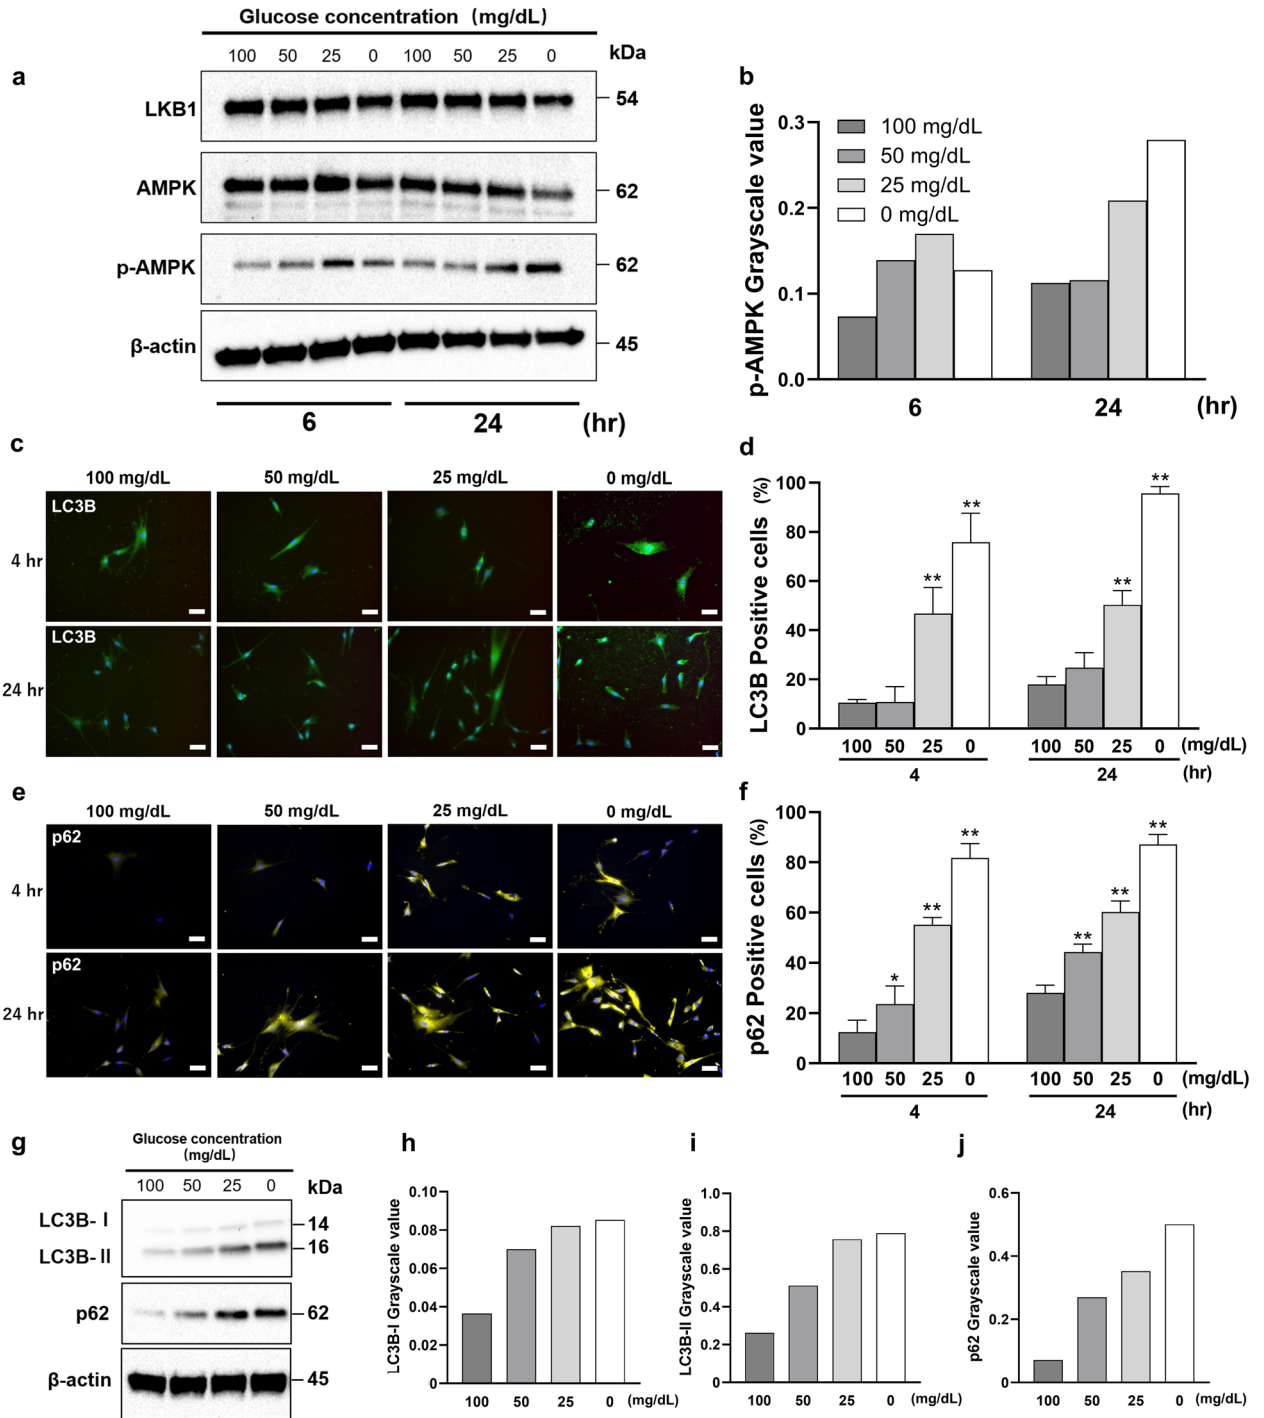 Glucose concentration (mg/dL)
100 50 25 0 100 50 25 0 kDa
a
LKB1 54
AMPK 62
p-AMPK 62
β-actin 45
6 24 (hr)
b
p-AMPK Grayscale value
0.3
0.2
0.1
0.0
100 mg/dL
50 mg/dL
25 mg/dL
0 mg/dL
6 24 (hr)
c
100 mg/dL 50 mg/dL 25 mg/dL 0 mg/dL
4 hr
LC3B
24 hr
LC3B
d
LC3B Positive cells (%)
100
80
60
40
20
0
** ** ** **
100 50 25 0 100 50 25 0 (mg/dL)
4 24 (hr)
e
100 mg/dL 50 mg/dL 25 mg/dL 0 mg/dL
4 hr
p62
24 hr
p62
f
p62 Positive cells (%)
100
80
60
40
20
0
* ** ** ** ** **
100 50 25 0 100 50 25 0 (mg/dL)
4 24 (hr)
g
Glucose concentration
(mg/dL)
100 50 25 0 kDa
LC3B- I 14
LC3B- II 16
p62 62
β-actin 45
h
LC3B-I Grayscale value
0.10
0.08
0.06
0.04
0.02
0
100 50 25 0 (mg/dL)
i
LC3B-II Grayscale value
1.0
0.8
0.6
0.4
0.2
0
100 50 25 0 (mg/dL)
j
p62 Grayscale value
0.6
0.4
0.2
0
100 50 25 0 (mg/dL)